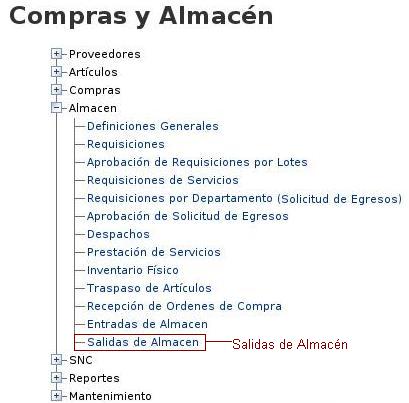 Compras y Almacén
Proveedores
Artículos
Compras
Almacen
Definiciones Generales
Requisiciones
Aprobación de Requisiciones por Lotes
Requisiciones de Servicios
Requisiciones por Departamento (Solicitud de Egresos)
Aprobación de Solicitud de Egresos
Despachos
Prestación de Servicios
Inventario Físico
Traspaso de Artículos
Recepción de Ordenes de Compra
Entradas de Almacen
Salidas de Almacen Salidas de Almacén
SNC
Reportes
Mantenimiento